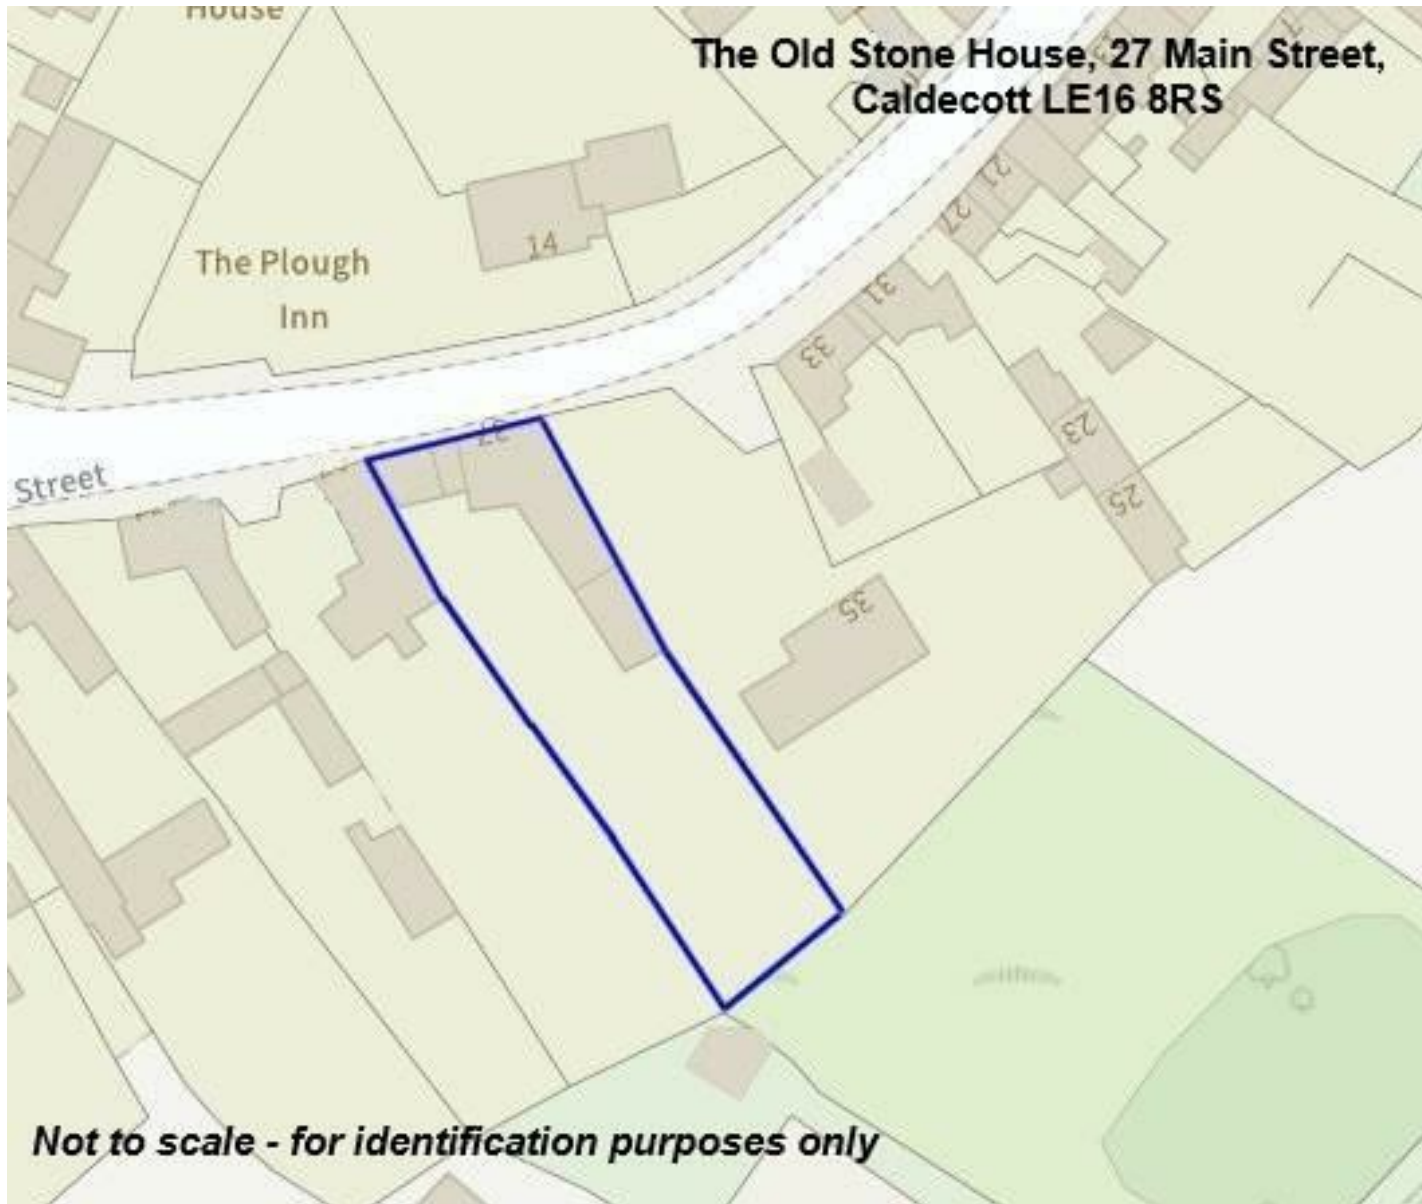 House
The Old Stone House, 27 Main Street,
Caldecott LE16 8RS
21
27
14
The Plough
Inn
31
33
37
23
Street
25
35
Not to scale - for identification purposes only